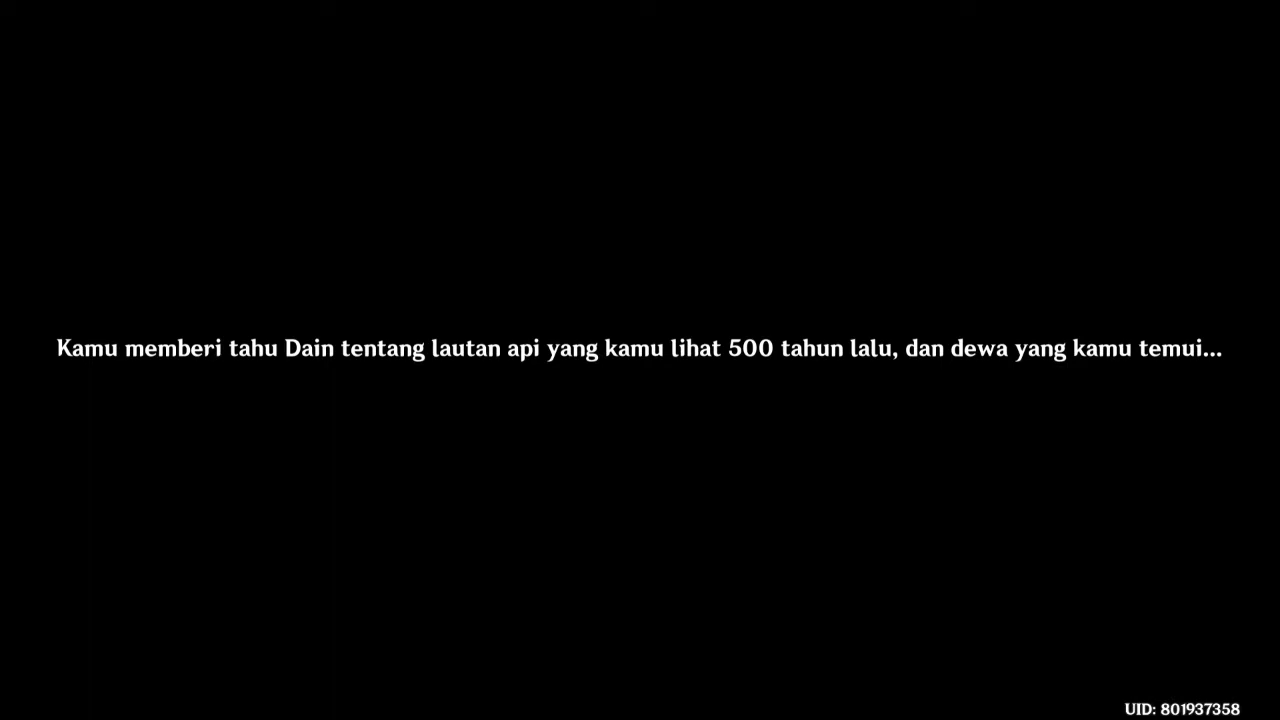 Kamu memberi tahu Dain tentang lautan api yang kamu lihat 500 tahun lalu, dan dewa yang kamu temui...
UID: 801937358